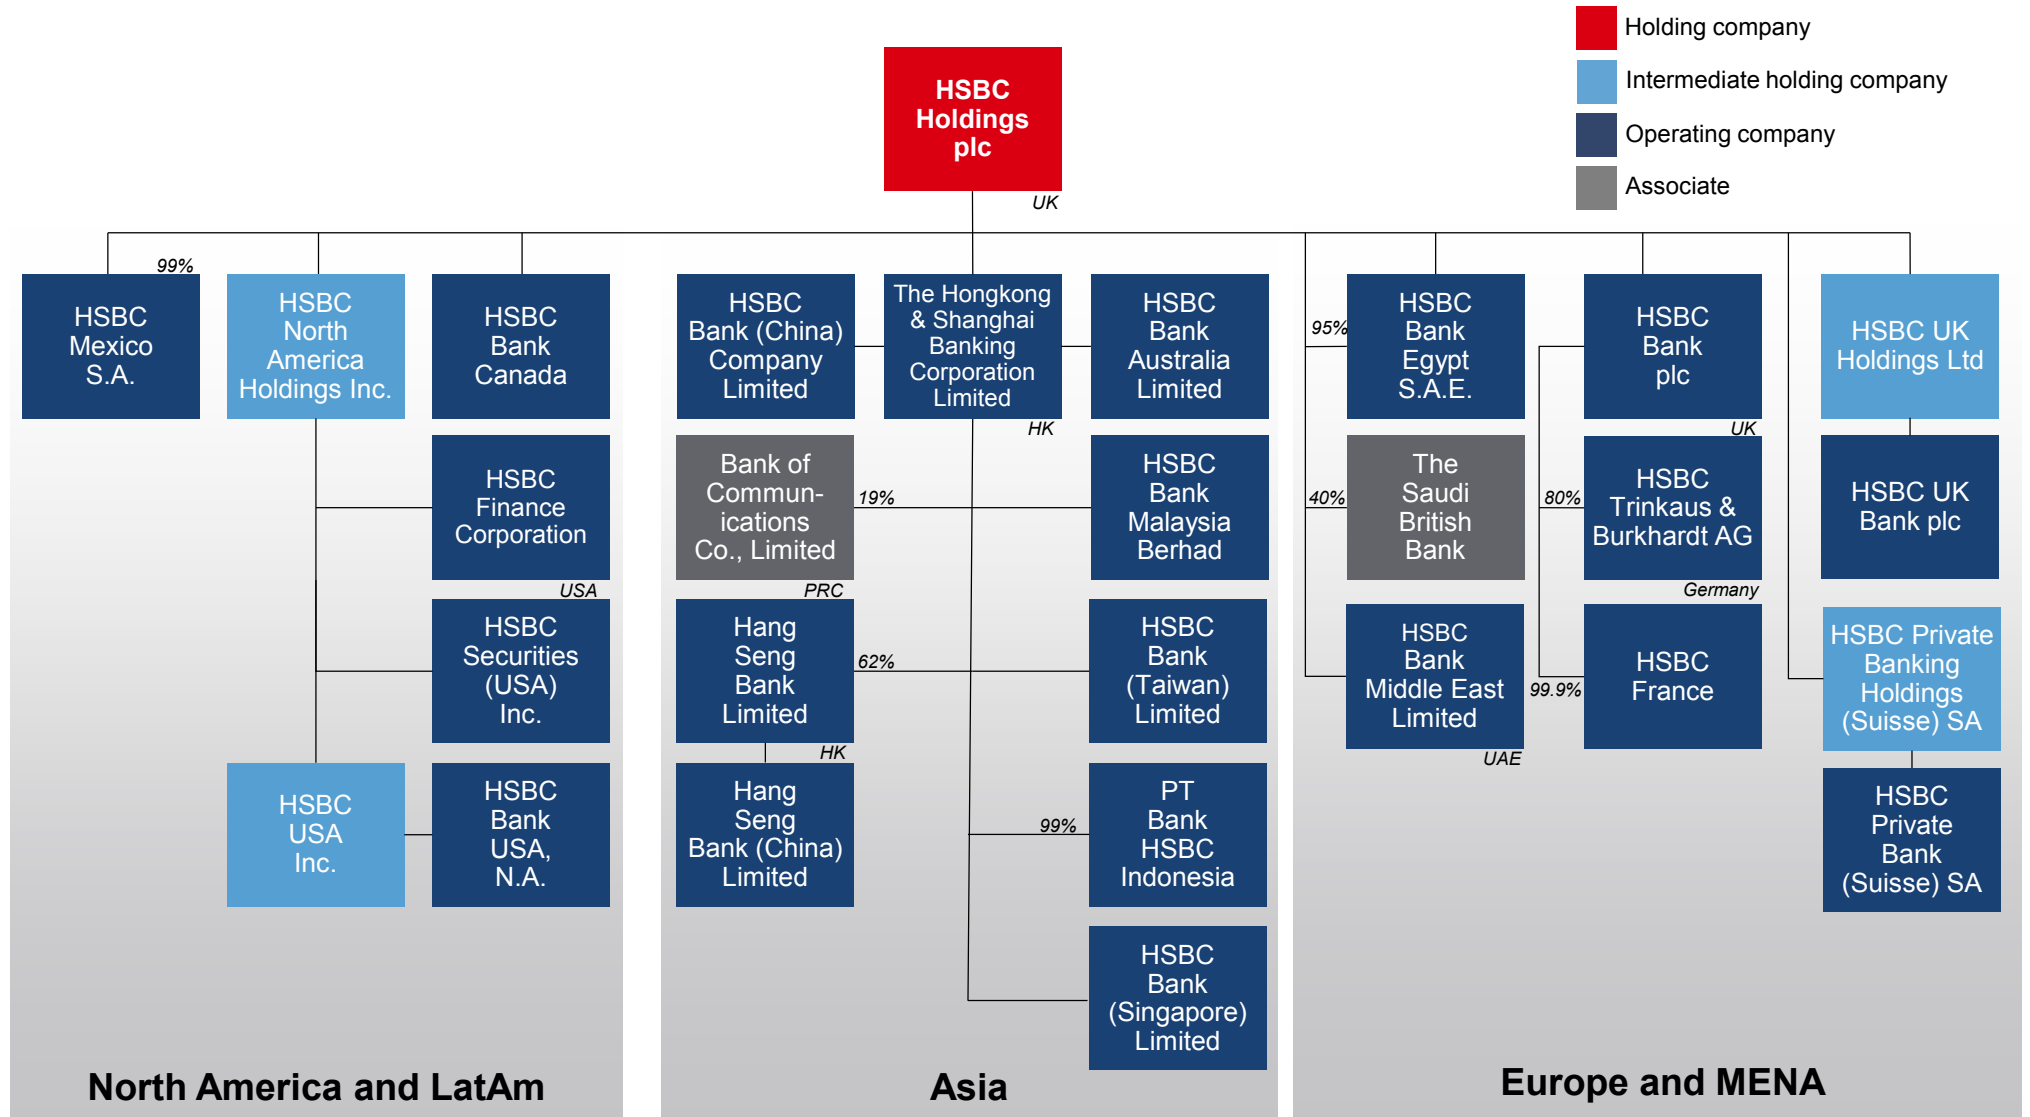 Holding company
Intermediate holding company
Operating company
Associate
HSBC
Holdings
plc
UK
99%
HSBC
Mexico
S.A.
HSBC
North
America
Holdings Inc.
HSBC
Bank
Canada
HSBC
Finance
Corporation
USA
HSBC
Securities
(USA)
Inc.
HSBC
USA
Inc.
HSBC
Bank
USA,
N.A.
North America and LatAm
HSBC
Bank (China)
Company
Limited
The Hongkong
& Shanghai
Banking
Corporation
Limited
HK
HSBC
Bank
Australia
Limited
Bank of
Commun-
ications
Co., Limited
19%
PRC
HSBC
Bank
Malaysia
Berhad
Hang
Seng
Bank
Limited
62%
HK
HSBC
Bank
(Taiwan)
Limited
Hang
Seng
Bank (China)
Limited
99%
PT
Bank
HSBC
Indonesia
HSBC
Bank
(Singapore)
Limited
Asia
95%
HSBC
Bank
Egypt
S.A.E.
HSBC
Bank
plc
UK
HSBC UK
Holdings Ltd
40%
The
Saudi
British
Bank
80%
HSBC
Trinkaus &
Burkhardt AG
Germany
HSBC UK
Bank plc
HSBC
Bank
Middle East
Limited
UAE
99.9%
HSBC
France
HSBC Private
Banking
Holdings
(Suisse) SA
HSBC
Private
Bank
(Suisse) SA
Europe and MENA